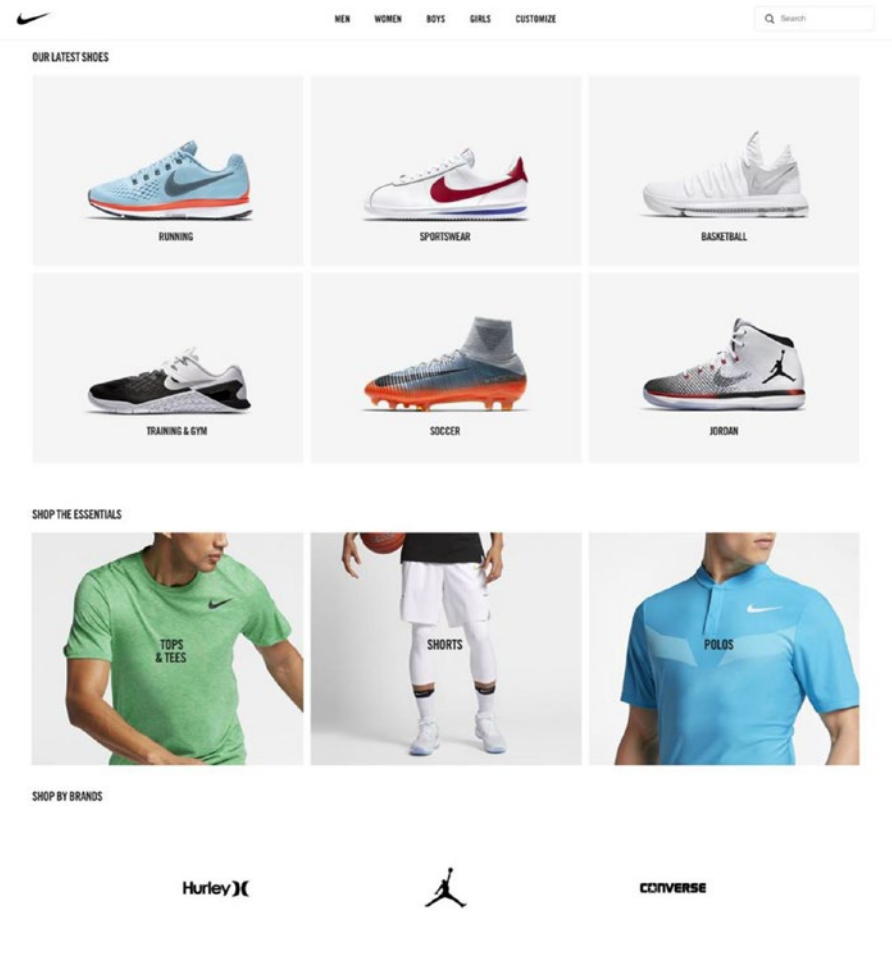 MEN WOMEN BOYS GIRLS CUSTOMIZE Search
OUR LATEST SHOES
RUNNING SPORTSWEAR BASKETBALL
TRAINING & GYM SOCCER JORDAN
SHOP THE ESSENTIALS
TOPS
& TEES
SHORTS
POLOS
SHOP BY BRANDS
Hurley CONVERSE